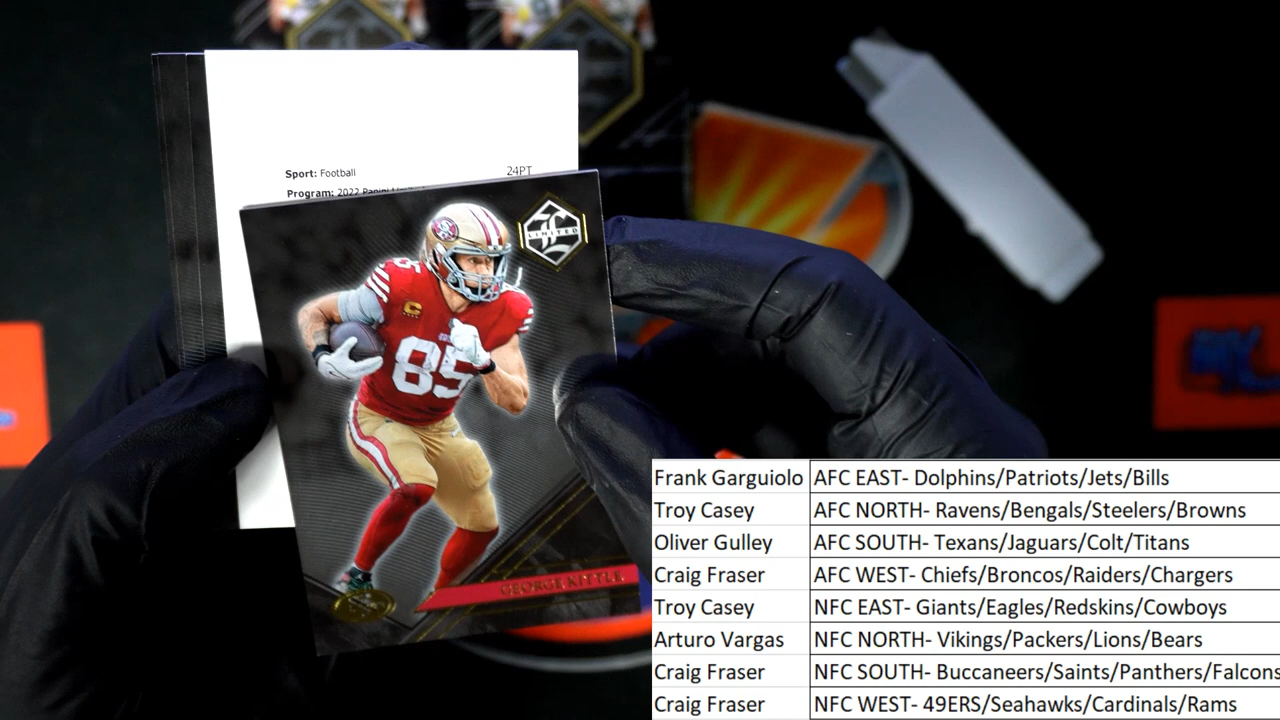 Sport: Football
24PT
Program: 2022 Panini
LIMITED
C
85
85
GEORGE KITTLE
Frank Garguiolo AFC EAST- Dolphins/Patriots/Jets/Bills
Troy Casey AFC NORTH- Ravens/Bengals/Steelers/Browns
Oliver Gulley AFC SOUTH- Texans/Jaguars/Colt/Titans
Craig Fraser AFC WEST- Chiefs/Broncos/Raiders/Chargers
Troy Casey NFC EAST- Giants/Eagles/Redskins/Cowboys
Arturo Vargas NFC NORTH- Vikings/Packers/Lions/Bears
Craig Fraser NFC SOUTH- Buccaneers/Saints/Panthers/Falcons
Craig Fraser NFC WEST- 49ERS/Seahawks/Cardinals/Rams